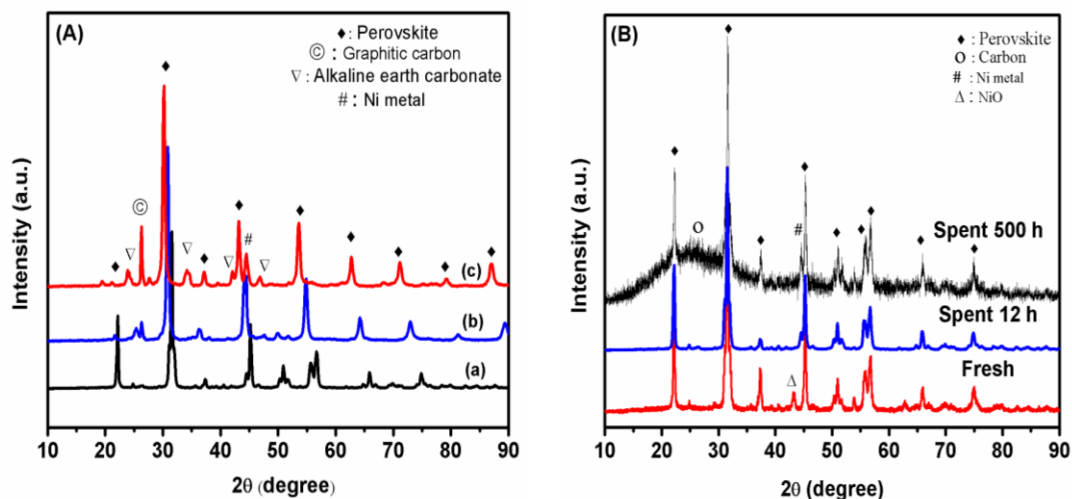 (A)
♦: Perovskite
©: Graphitic carbon
∇: Alkaline earth carbonate
#: Ni metal
Intensity (a.u.)
♦
♦
♦
♦
♦
♦
♦
♦
♦
∇
©
∇
∇
#
∇
(c)
(b)
(a)
10 20 30 40 50 60 70 80 90
2θ (degree)
(B)
♦: Perovskite
o: Carbon
#: Ni metal
Δ: NiO
Intensity (a.u.)
♦
♦
♦
♦
♦
♦
♦
♦
♦
o
#
Spent 500 h
Spent 12 h
Δ
Fresh
10 20 30 40 50 60 70 80 90
2θ (degree)